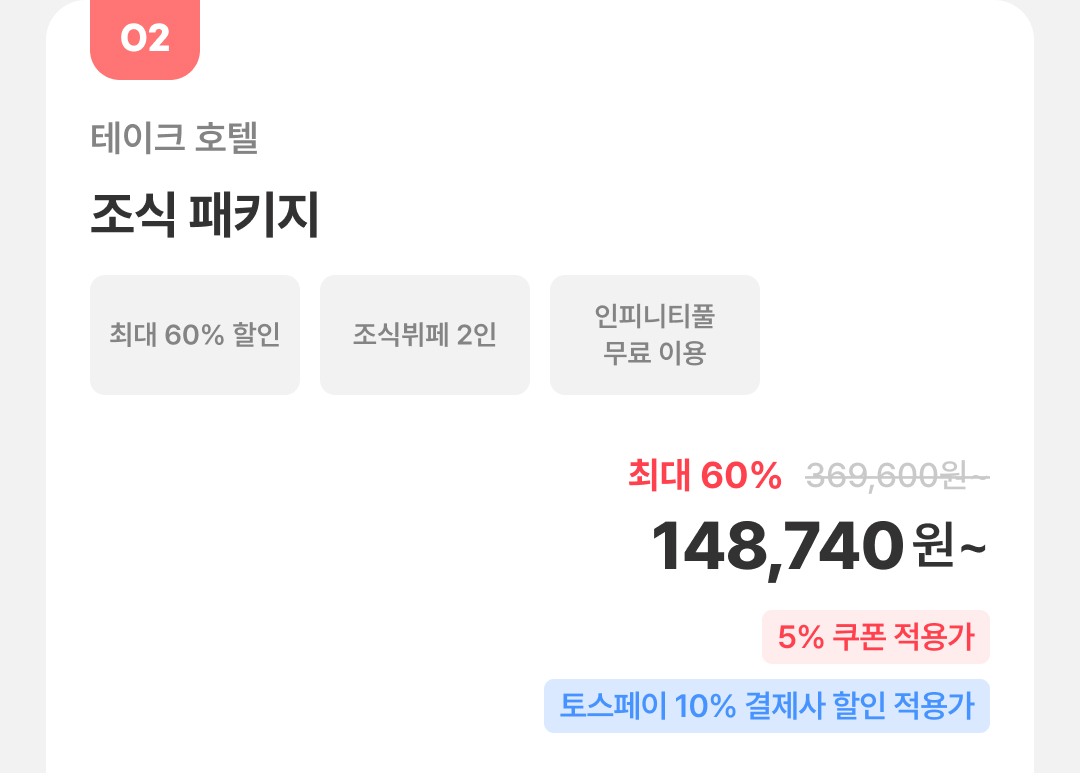 02
테이크 호텔
조식 패키지
최대 60% 할인
조식뷔페 2인
인피니티풀
무료 이용
최대 60% 369,600원~
148,740원~
5% 쿠폰 적용가
토스페이 10% 결제사 할인 적용가